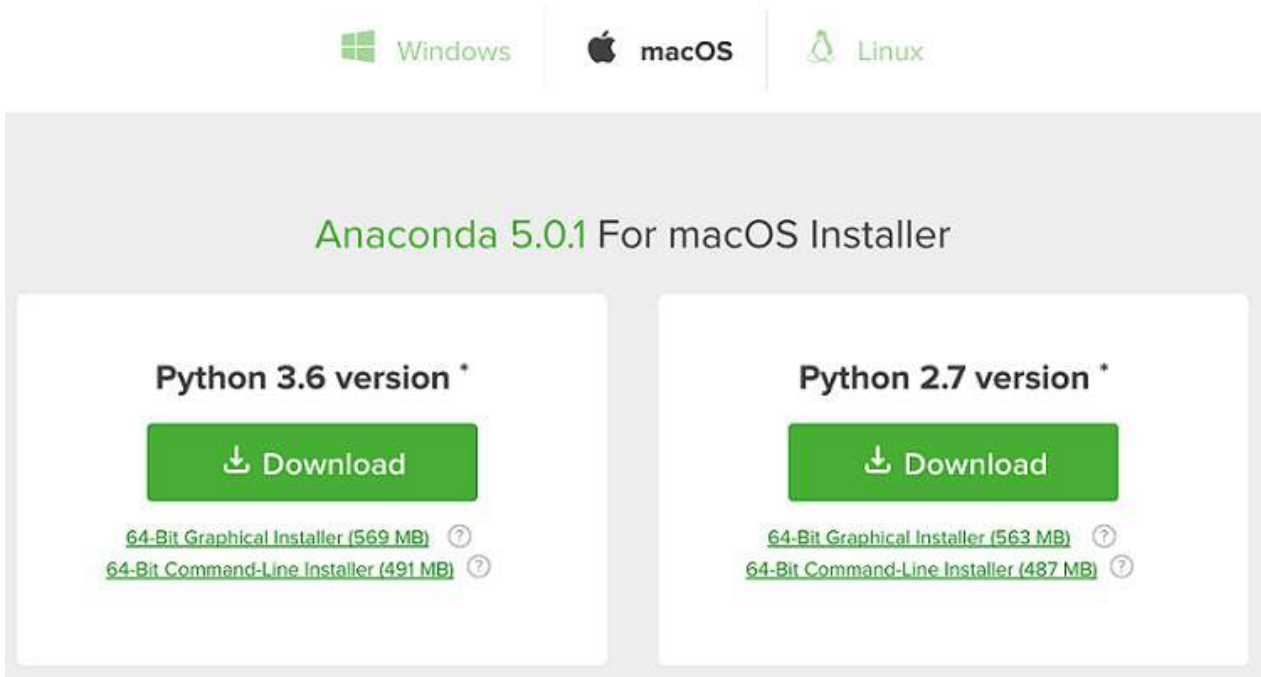 Windows macOS Linux
Anaconda 5.0.1 For macOS Installer
Python 3.6 version *
Download
64-Bit Graphical Installer (569 MB) ?
64-Bit Command-Line Installer (491 MB) ?
Python 2.7 version *
Download
64-Bit Graphical Installer (563 MB) ?
64-Bit Command-Line Installer (487 MB) ?